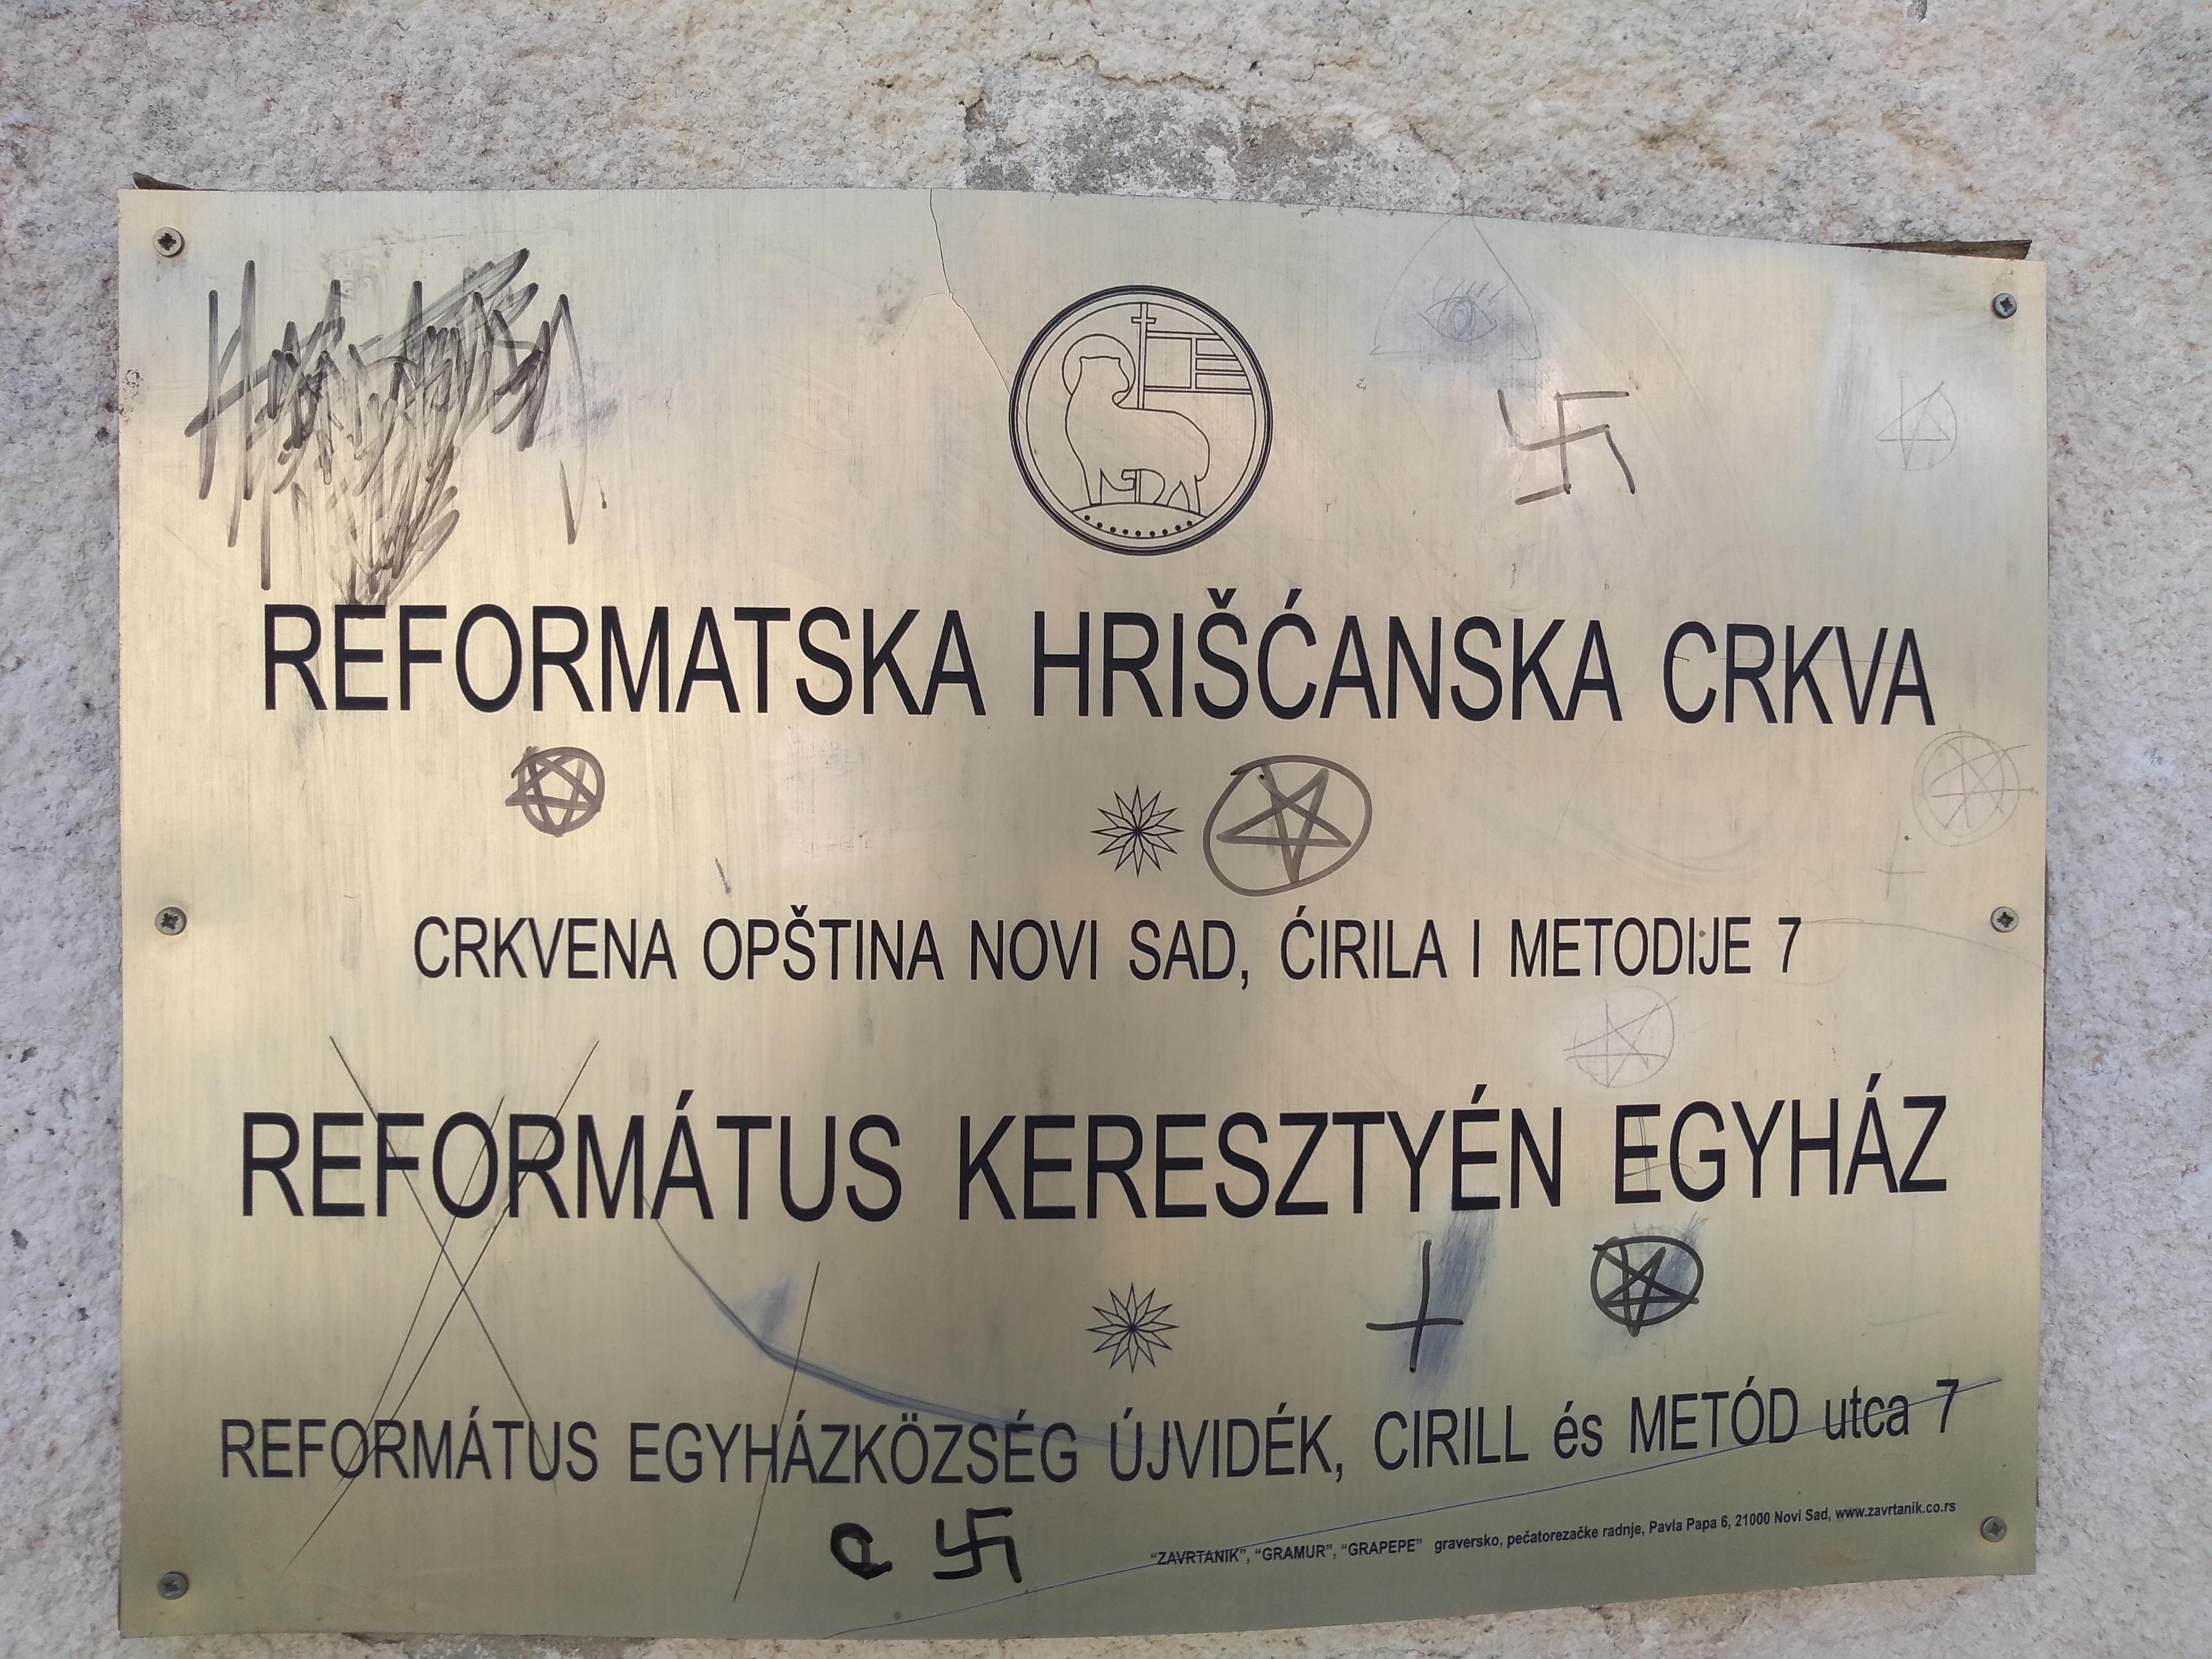 REFORMATSKA HRIŠĆANSKA CRKVA
CRKVENA OPŠTINA NOVI SAD, ĆIRILA I METODIJE 7
REFORMÁTUS KERESZTYÉN EGYHÁZ
REFORMÁTUS EGYHÁZKÖZSÉG ÚJVIDÉK, CIRILL és METÓD utca 7
"ZAVRTANIK", "GRAMUR", "GRAPEPE" graversko, pečatorezačke radnje, Pavla Papa 6, 21000 Novi Sad, www.zavrtanik.co.rs